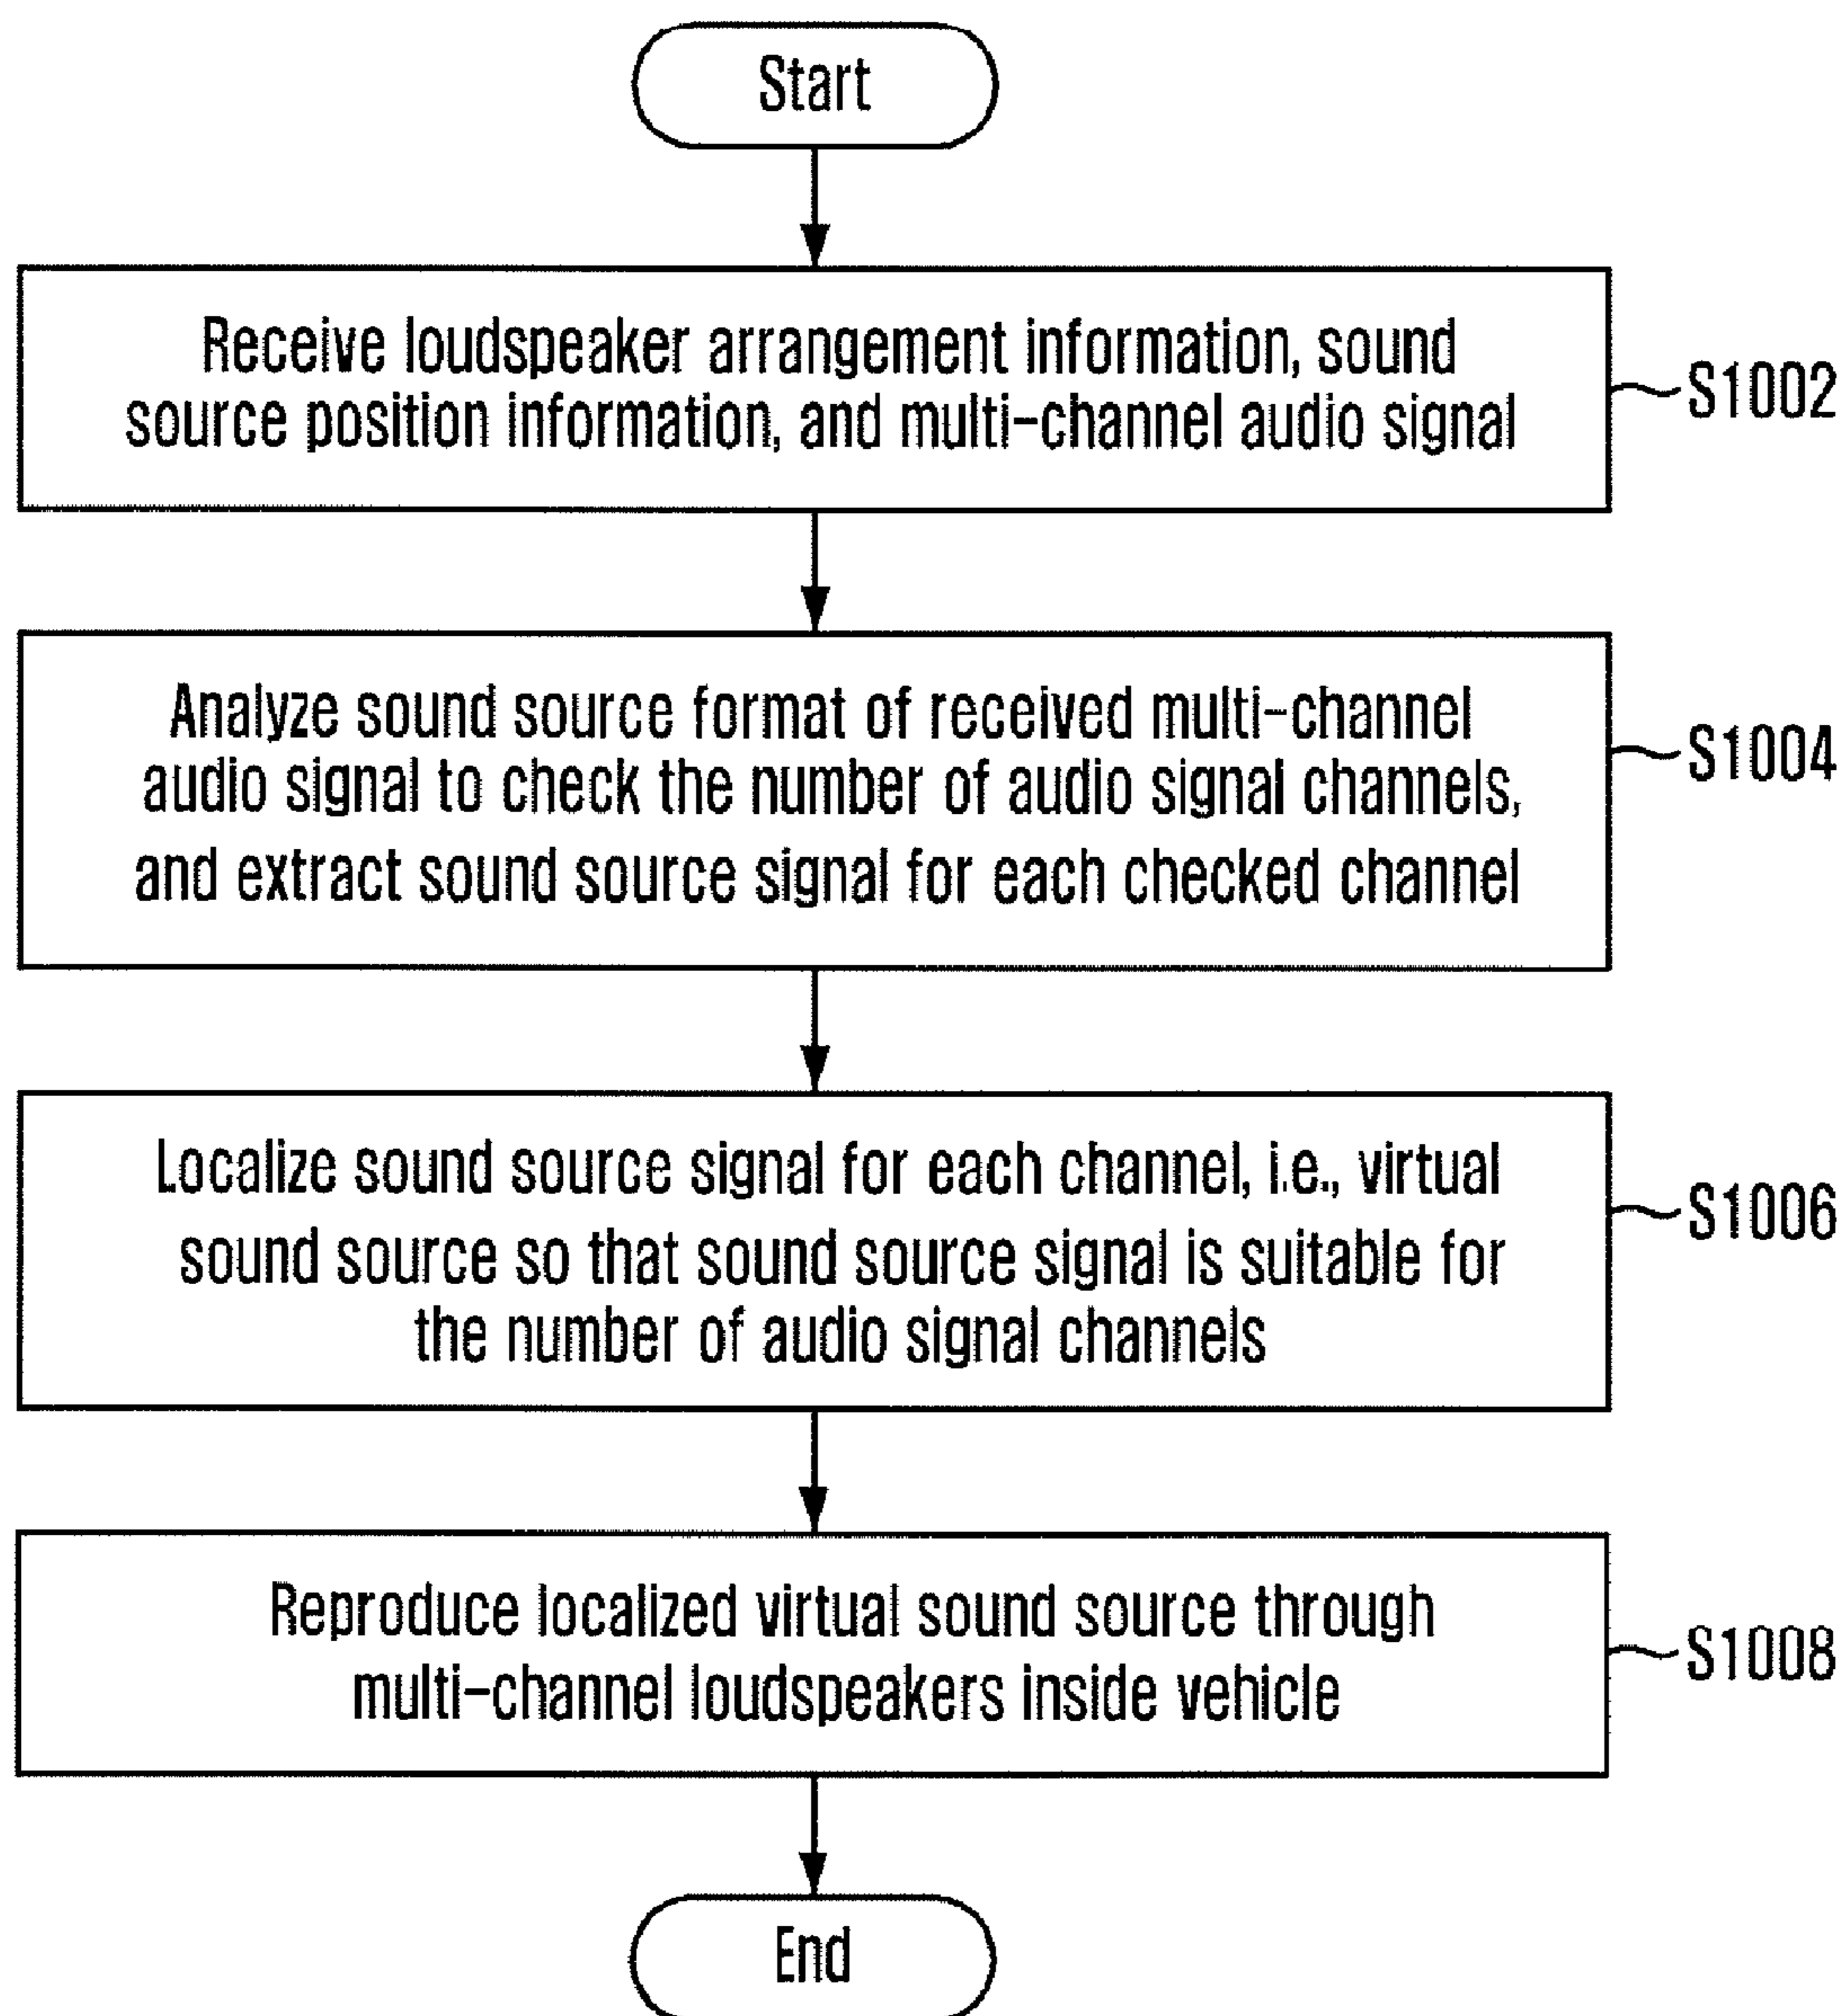 Start
Receive loudspeaker arrangement information, sound
source position information, and multi-channel audio signal
S1002
Analyze sound source format of received multi-channel
audio signal to check the number of audio signal channels,
and extract sound source signal for each checked channel
S1004
Localize sound source signal for each channel, i.e., virtual
sound source so that sound source signal is suitable for
the number of audio signal channels
S1006
Reproduce localized virtual sound source through
multi-channel loudspeakers inside vehicle
S1008
End